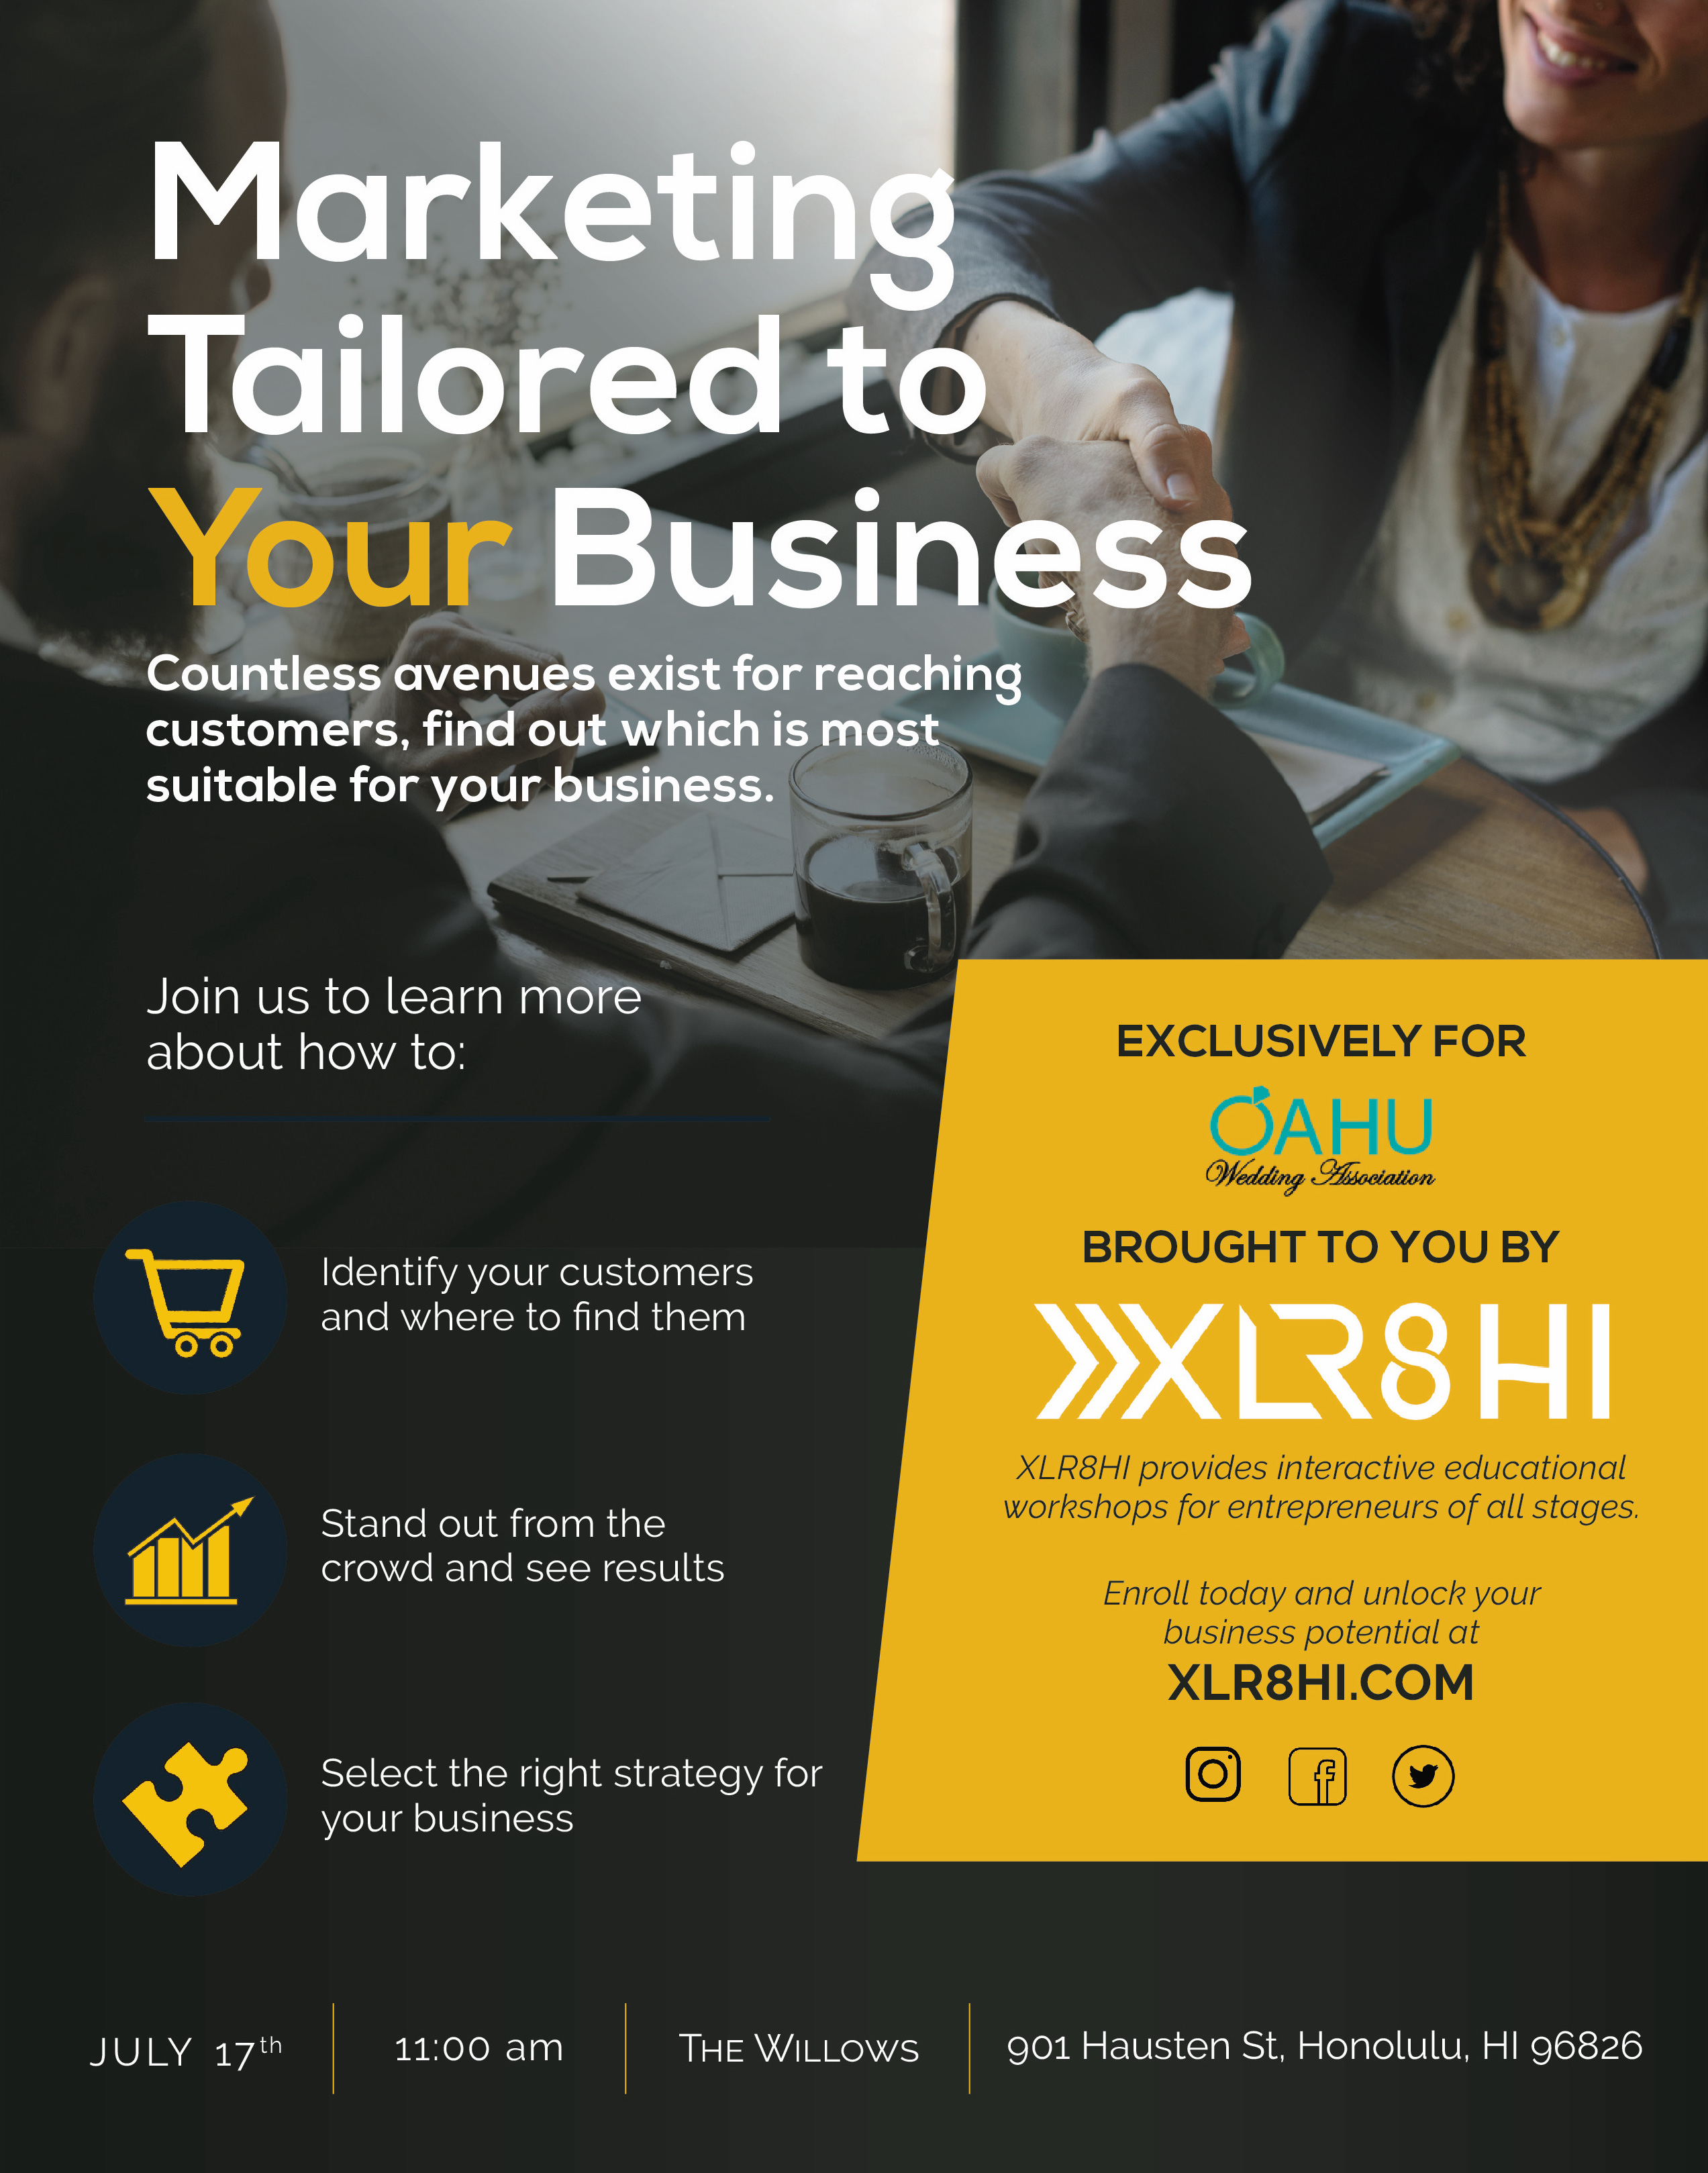 Marketing
Tailored to
Your Business
Countless avenues exist for reaching
customers, find out which is most
suitable for your business.
Join us to learn more
about how to:
Identify your customers
and where to find them
Stand out from the
crowd and see results
Select the right strategy for
your business
EXCLUSIVELY FOR
OAHU
Wedding Association
BROUGHT TO YOU BY
XLR8HI
XLR8HI provides interactive educational
workshops for entrepreneurs of all stages.
Enroll today and unlock your
business potential at
XLR8HI.COM
JULY 17th
11:00 am
THE WILLOWS
901 Hausten St, Honolulu, HI 96826